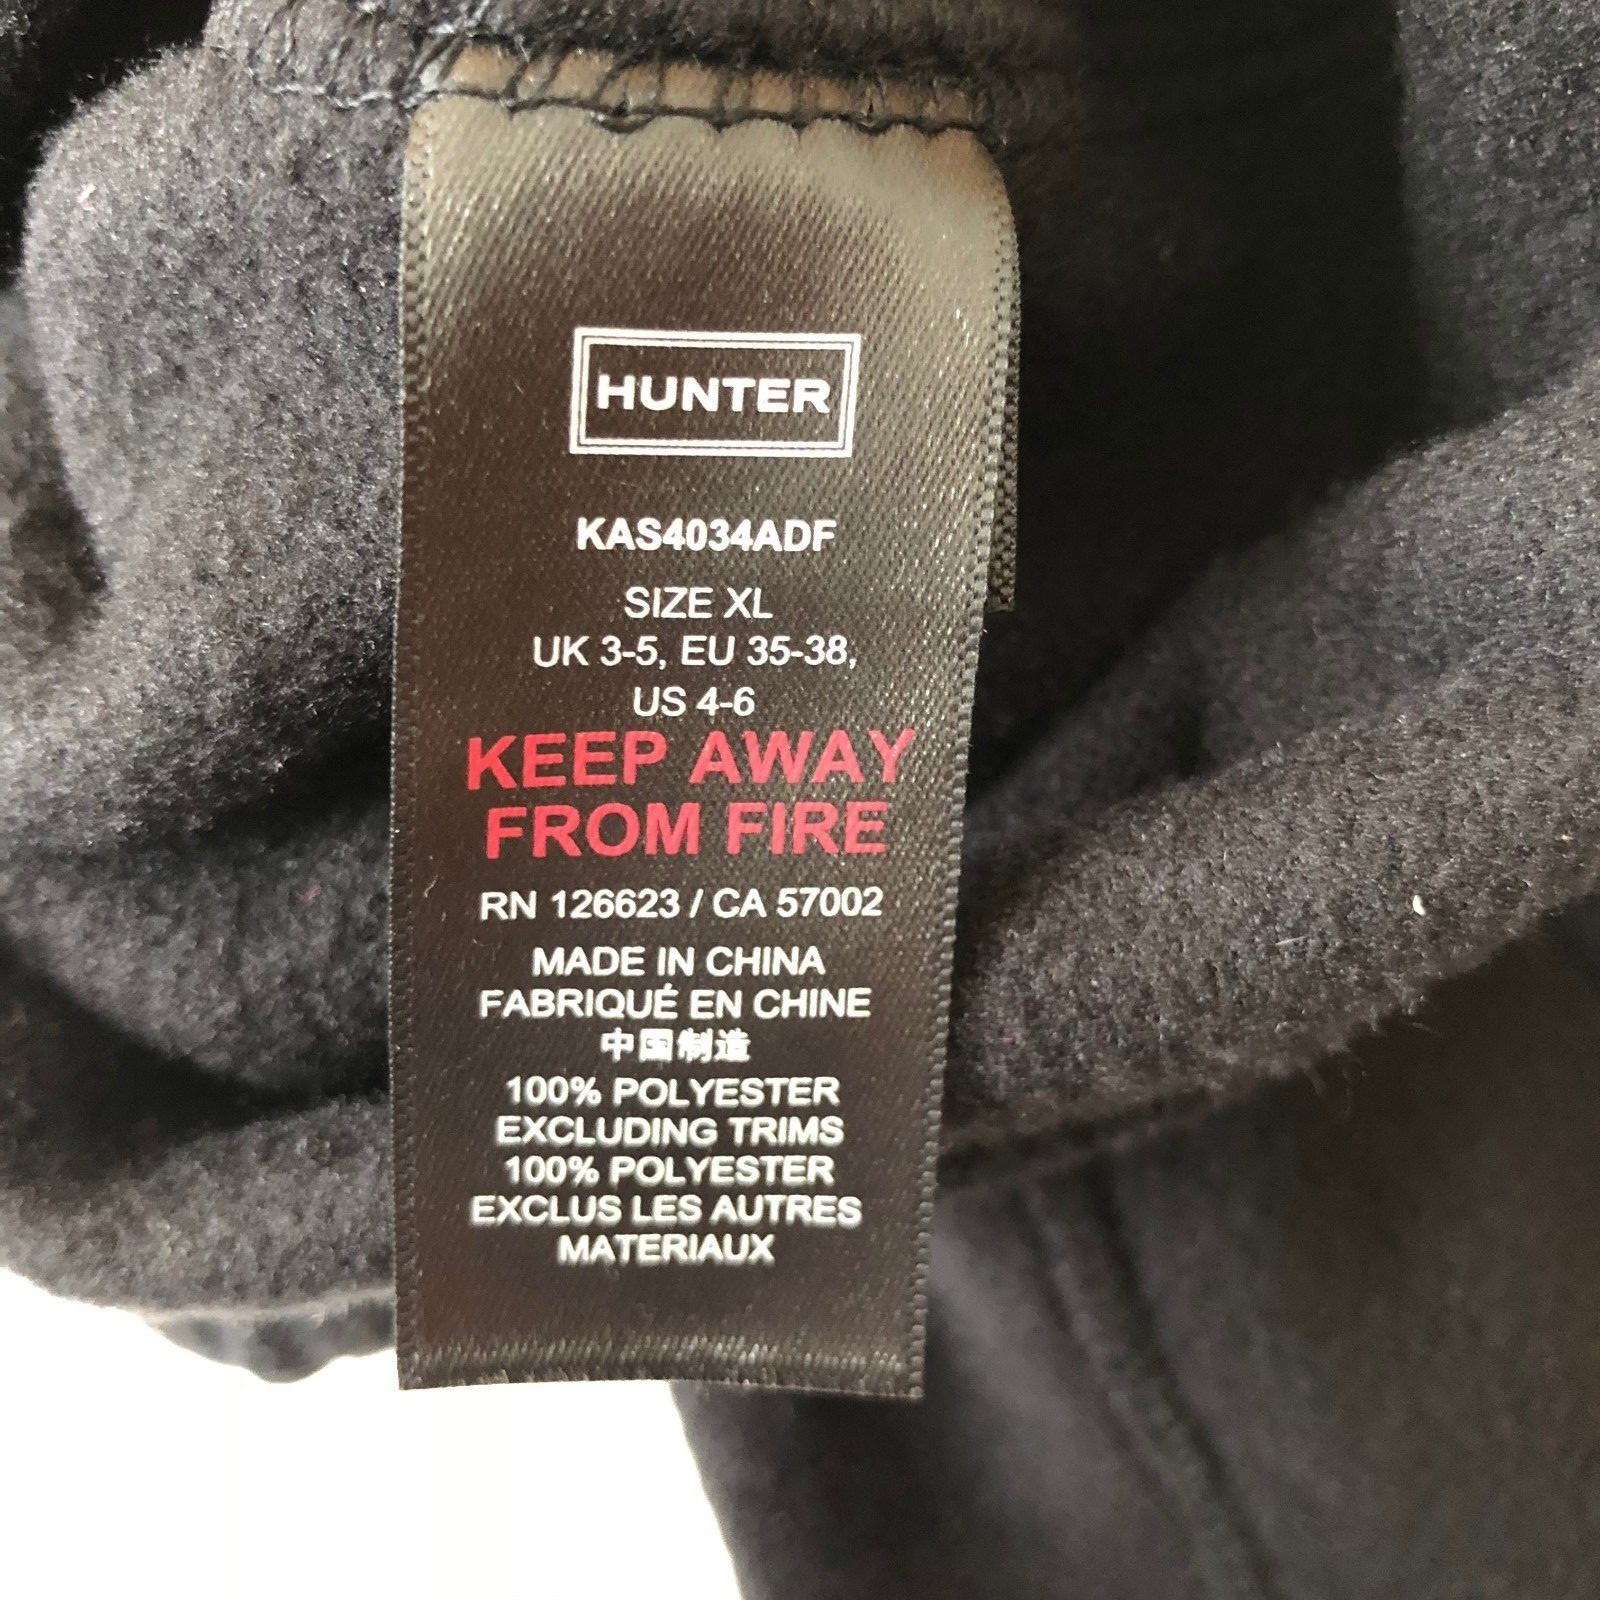 HUNTER
KAS4034ADF
SIZE XL
UK 3-5, EU 35-38,
US 4-6
KEEP AWAY
FROM FIRE
RN 126623 / CA 57002
MADE IN CHINA
FABRIQUÉ EN CHINE
中国制造
100% POLYESTER
EXCLUDING TRIMS
100% POLYESTER
EXCLUS LES AUTRES
MATERIAUX